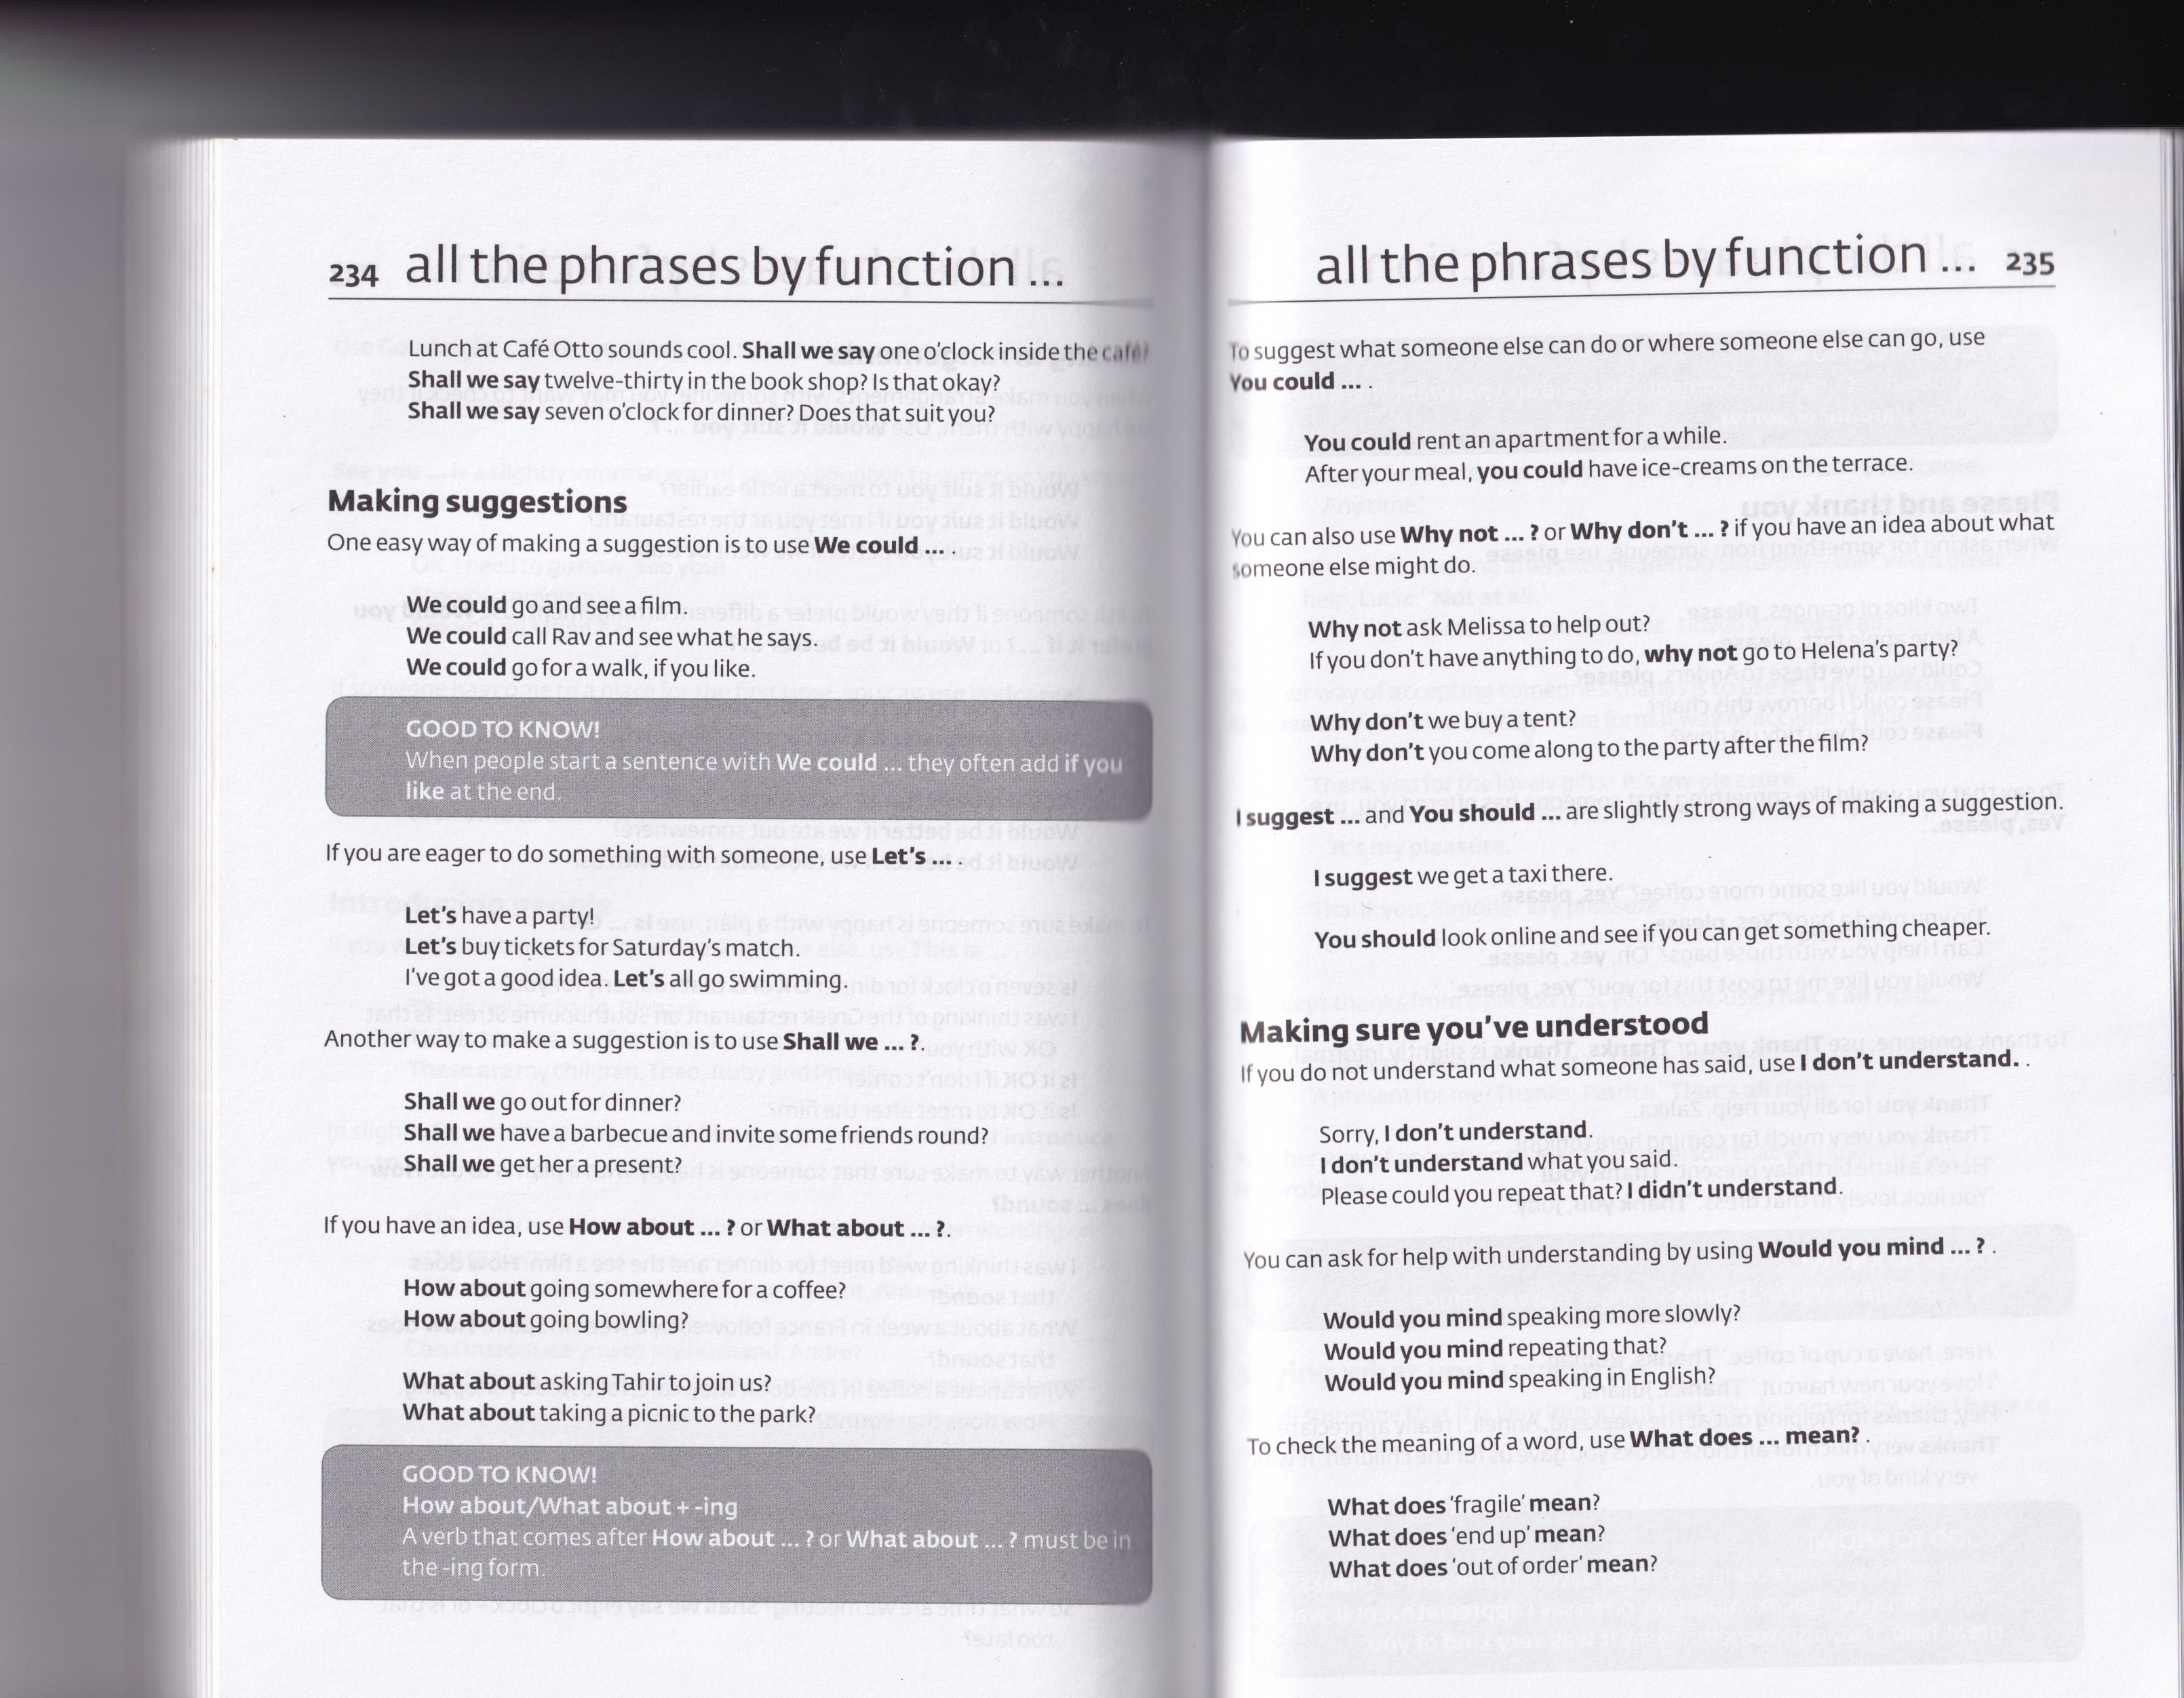 234 all the phrases by function ...
Lunch at Café Otto sounds cool. Shall we say one o'clock inside the café?
Shall we say twelve-thirty in the book shop? Is that okay?
Shall we say seven o'clock for dinner? Does that suit you?
Making suggestions
One easy way of making a suggestion is to use We could ... .
We could go and see a film.
We could call Rav and see what he says.
We could go for a walk, if you like.
GOOD TO KNOW!
When people start a sentence with We could ... they often add if you
like at the end.
If you are eager to do something with someone, use Let's ... .
Let's have a party!
Let's buy tickets for Saturday's match.
I've got a good idea. Let's all go swimming.
Another way to make a suggestion is to use Shall we ... ?.
Shall we go out for dinner?
Shall we have a barbecue and invite some friends round?
Shall we get her a present?
If you have an idea, use How about ... ? or What about ... ?.
How about going somewhere for a coffee?
How about going bowling?
What about asking Tahir to join us?
What about taking a picnic to the park?
GOOD TO KNOW!
How about/What about + -ing
A verb that comes after How about ... ? or What about ... ? must be in
the -ing form.
all the phrases by function ... 235
To suggest what someone else can do or where someone else can go, use
You could ... .
You could rent an apartment for a while.
After your meal, you could have ice-creams on the terrace.
You can also use Why not ... ? or Why don't ... ? if you have an idea about what
someone else might do.
Why not ask Melissa to help out?
If you don't have anything to do, why not go to Helena's party?
Why don't we buy a tent?
Why don't you come along to the party after the film?
I suggest ... and You should ... are slightly strong ways of making a suggestion.
I suggest we get a taxi there.
You should look online and see if you can get something cheaper.
Making sure you've understood
If you do not understand what someone has said, use I don't understand. .
Sorry, I don't understand.
I don't understand what you said.
Please could you repeat that? I didn't understand.
You can ask for help with understanding by using Would you mind ... ? .
Would you mind speaking more slowly?
Would you mind repeating that?
Would you mind speaking in English?
To check the meaning of a word, use What does ... mean? .
What does 'fragile' mean?
What does 'end up' mean?
What does 'out of order' mean?